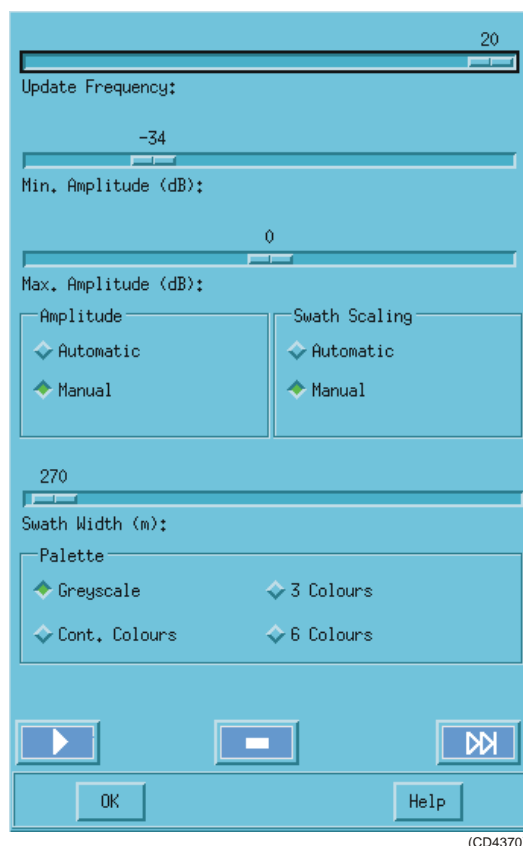 20
Update Frequency:
-34
Min. Amplitude (dB):
0
Max. Amplitude (dB):
Amplitude
Swath Scaling
Automatic
Automatic
Manual
Manual
270
Swath Width (m):
Palette
Greyscale
3 Colours
Cont. Colours
6 Colours
OK
Help
(CD4370